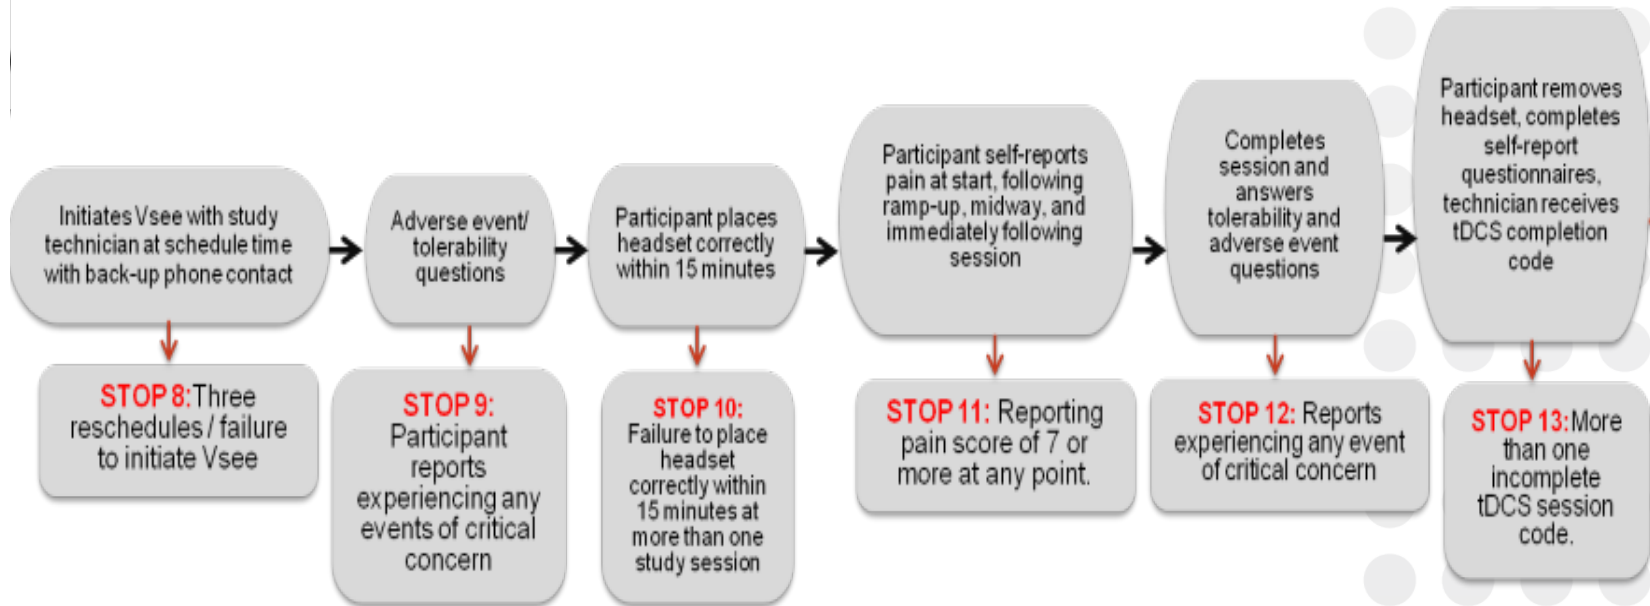 Initiates Vsee with study
technician at schedule time
with back-up phone contact
Adverse event/
tolerability
questions
Participant places
headset correctly
within 15 minutes
Participant self-reports
pain at start, following
ramp-up, midway, and
immediately following
session
Completes
session and
answers
tolerability and
adverse event
questions
Participant removes
headset, completes
self-report
questionnaires,
technician receives
tDCS completion
code
STOP 8:Three
reschedules / failure
to initiate Vsee
STOP 9:
Participant
reports
experiencing any
events of critical
concern
STOP 10:
Failure to place
headset
correctly within
15 minutes at
more than one
study session
STOP 11: Reporting
pain score of 7 or
more at any point.
STOP 12: Reports
experiencing any event
of critical concern
STOP 13:More
than one
incomplete
tDCS session
code.